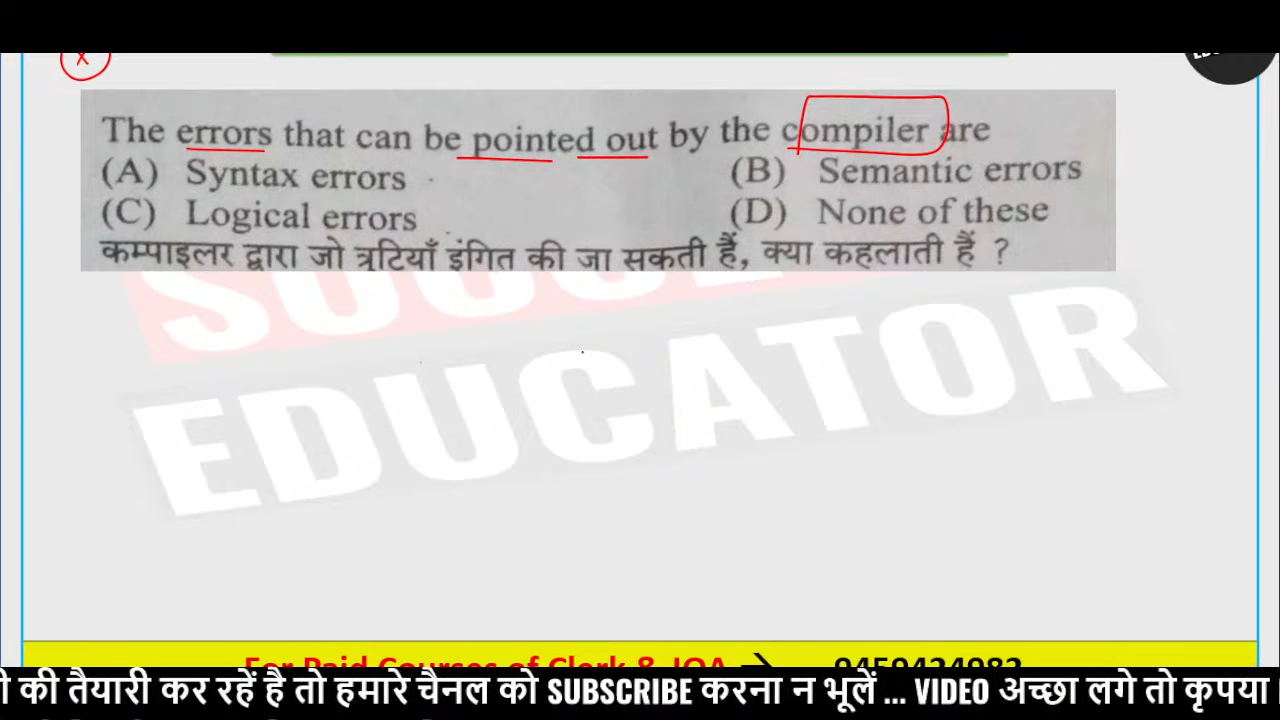 X
The errors that can be pointed out by the compiler are
(A) Syntax errors (B) Semantic errors
(C) Logical errors (D) None of these
कम्पाइलर द्वारा जो त्रुटियाँ इंगित की जा सकती हैं, क्या कहलाती हैं ?
EDUCATOR
For Paid Courses of Clerk & JOA → 9459424982
की तैयारी कर रहें है तो हमारे चैनल को SUBSCRIBE करना न भूलें ... VIDEO अच्छा लगे तो कृपया